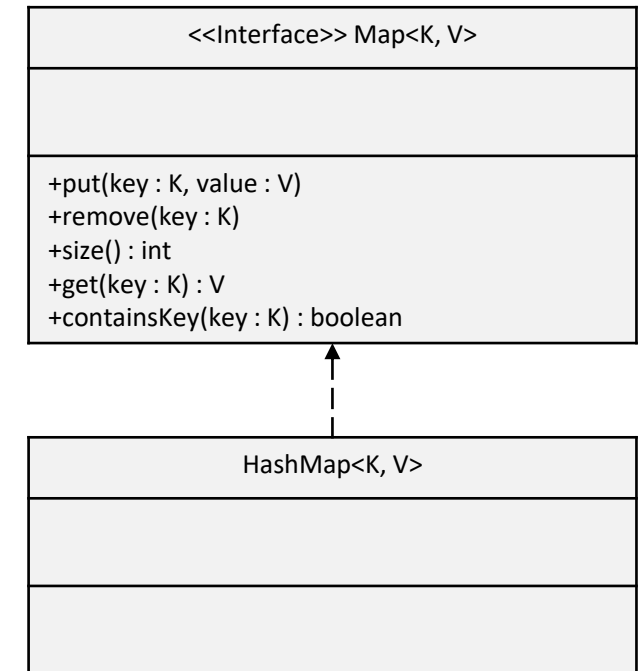 <<Interface>> Map<K, V>
+put(key : K, value : V)
+remove(key : K)
+size() : int
+get(key : K) : V
+containsKey(key : K) : boolean
HashMap<K, V>